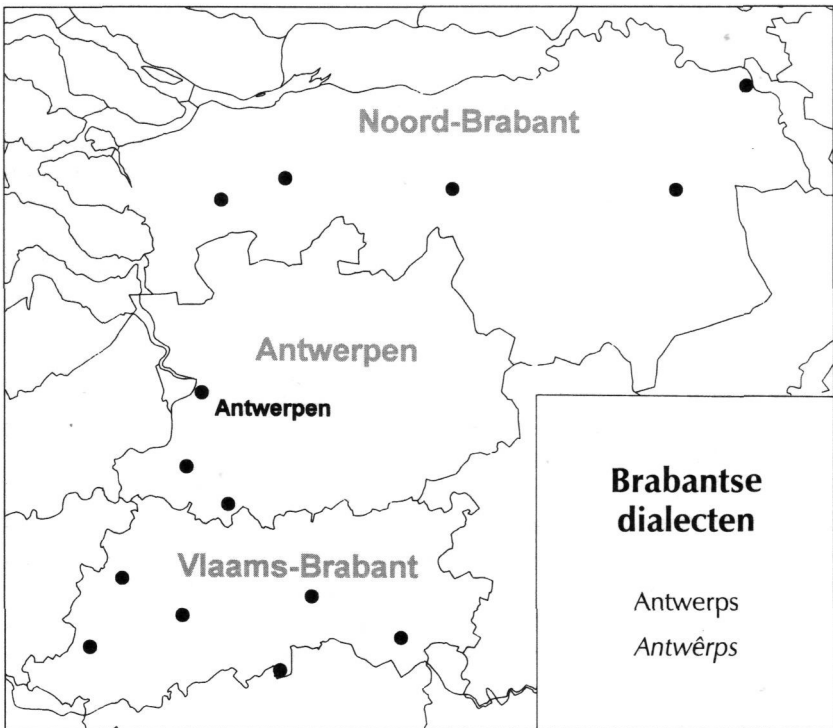 Noord-Brabant
Antwerpen
Antwerpen
Vlaams-Brabant
Brabantse
dialecten
Antwerps
Antwêrps